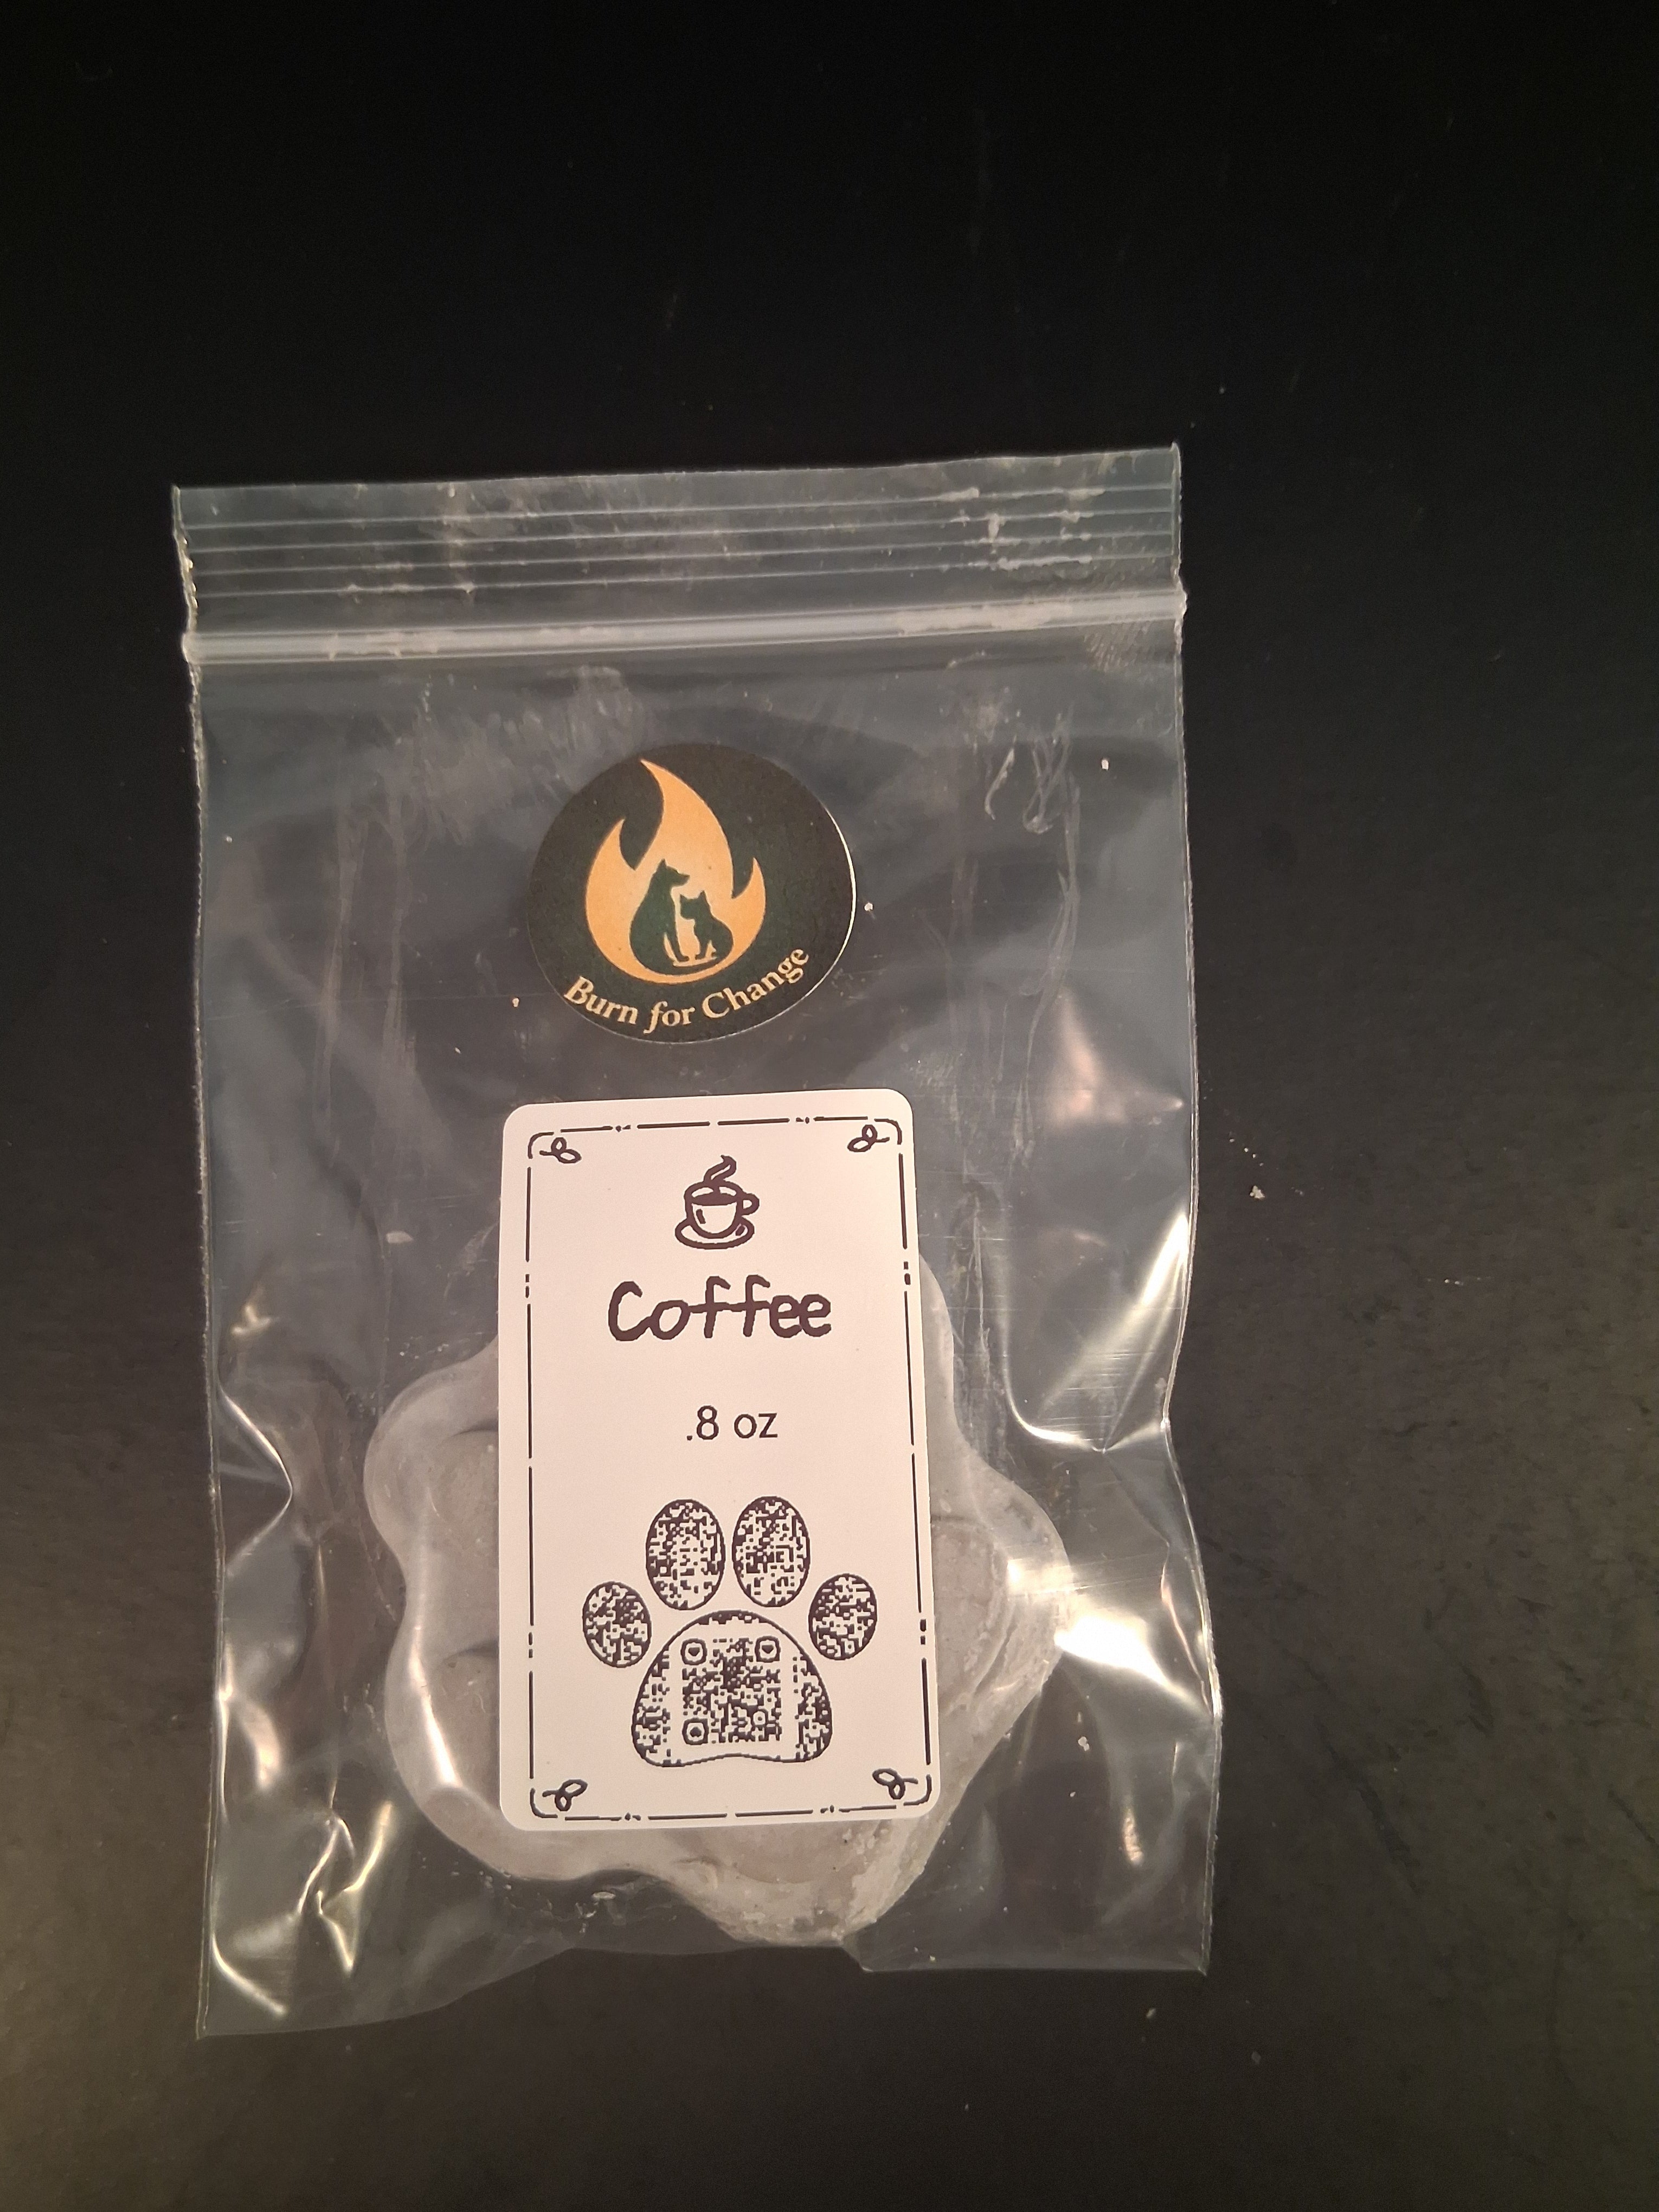 Burn for Change
Coffee
.8 oz